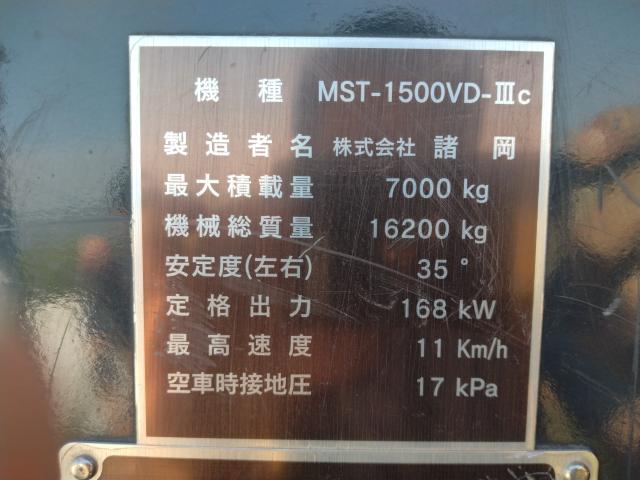 機種 MST-1500VD-Ⅲc
製造者名 株式会社 諸岡
最大積載量 7000 kg
機械総質量 16200 kg
安定度(左右) 35 °
定格出力 168 kW
最高速度 11 Km/h
空車時接地圧 17 kPa